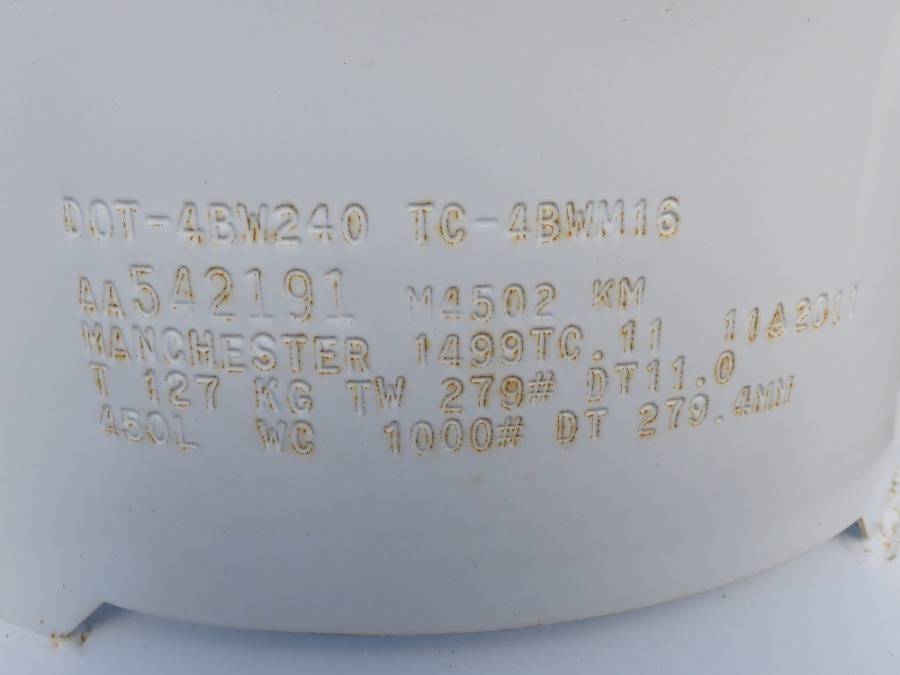 DOT-4BW240 TC-4BWM16
AA542191 M4502 KM
MANCHESTER 1499TC.11 11A2011
T 127 KG TW 279# DT11.0
A50L WC 1000# DT 279.4MM